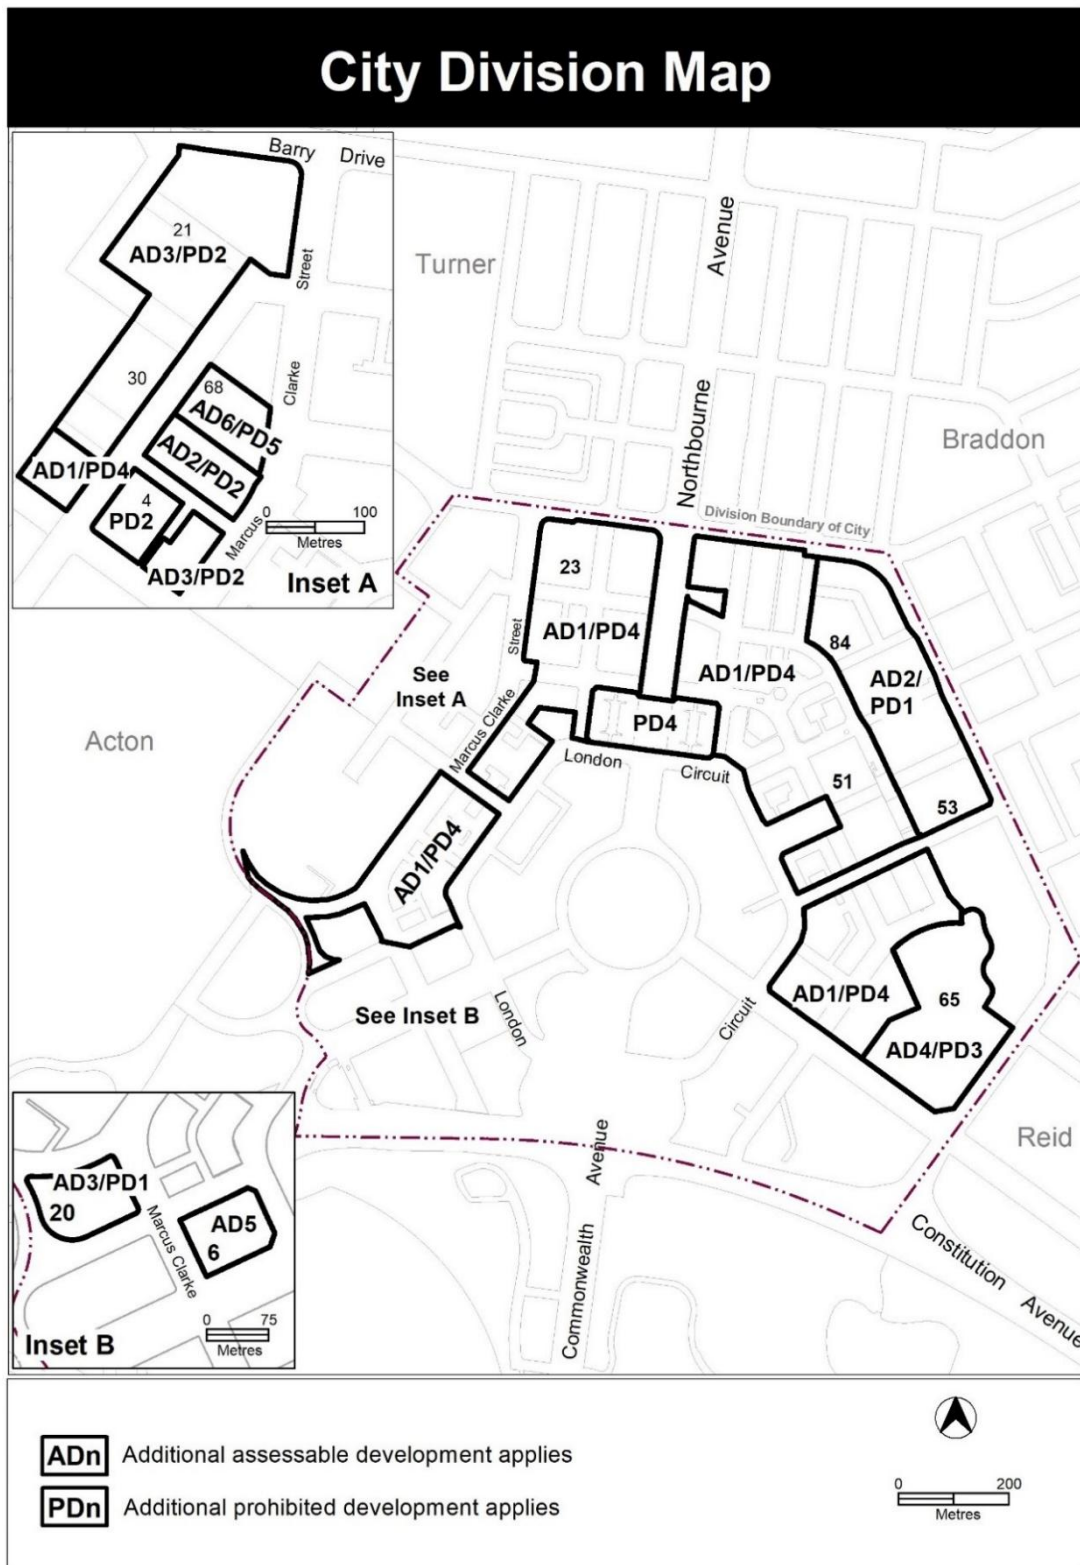 City Division Map
Barry Drive
21
AD3/PD2
Street
30
68
AD6/PD5
Clarke
AD2/PD2
AD1/PD4
4
PD2
AD3/PD2
Marcus
0 100
Metres
Inset A
Turner
Avenue
Northbourne
Braddon
Division Boundary of City
23
AD1/PD4
Street
See
Inset A
Marcus Clarke
AD1/PD4
84
AD2/
PD1
PD4
London
Circuit
51
53
Acton
AD1/PD4
See Inset B
London
Circuit
AD1/PD4
65
AD4/PD3
Reid
Avenue
Commonwealth
Constitution
Avenue
AD3/PD1
20
Marcus Clarke
AD5
6
0 75
Metres
Inset B
ADn Additional assessable development applies
PDn Additional prohibited development applies
0 200
Metres